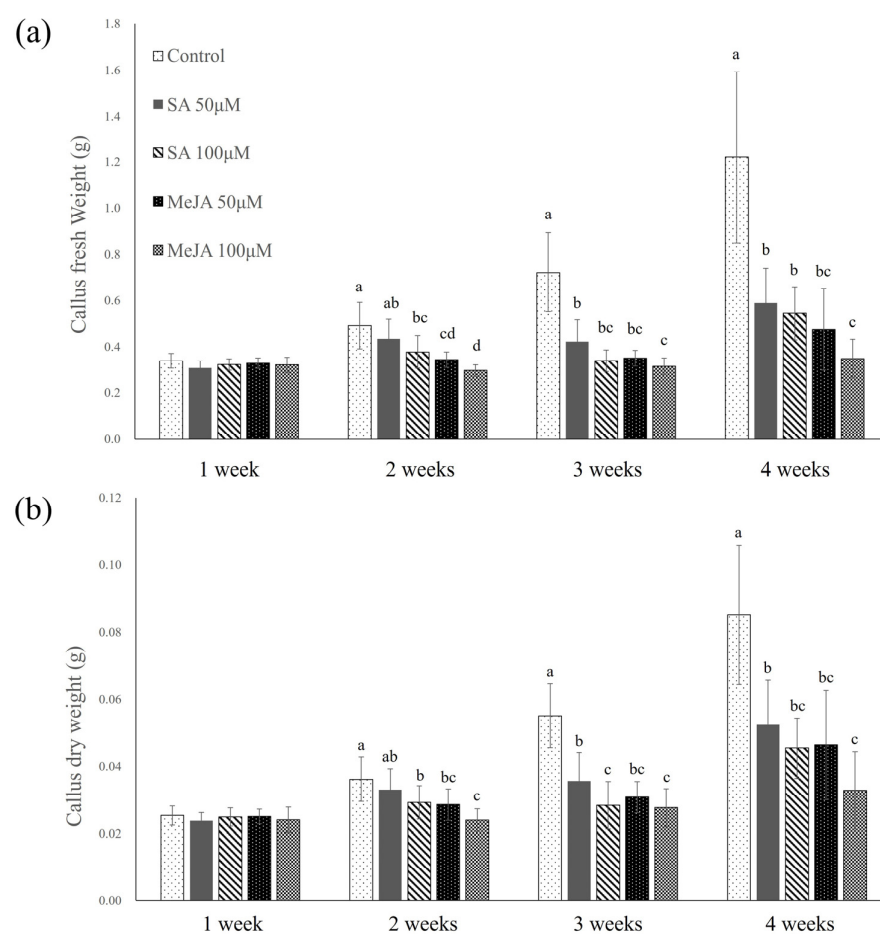 (a)
Callus fresh Weight (g)
1.8
1.6
1.4
1.2
1.0
0.8
0.6
0.4
0.2
0.0
Control
SA 50μM
SA 100μM
MeJA 50μM
MeJA 100μM
a ab bc cd d
a b bc bc c
a b b bc c
1 week 2 weeks 3 weeks 4 weeks
(b)
Callus dry weight (g)
0.12
0.10
0.08
0.06
0.04
0.02
0.00
a ab b bc c
a b c bc c
a b bc bc c
1 week 2 weeks 3 weeks 4 weeks